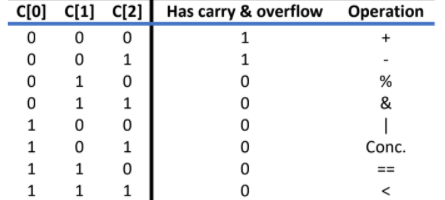 C[0] C[1] C[2] Has carry & overflow Operation
0 0 0 1 +
0 0 1 1 -
0 1 0 0 %
0 1 1 0 &
1 0 0 0 |
1 0 1 0 Conc.
1 1 0 0 ==
1 1 1 0 <